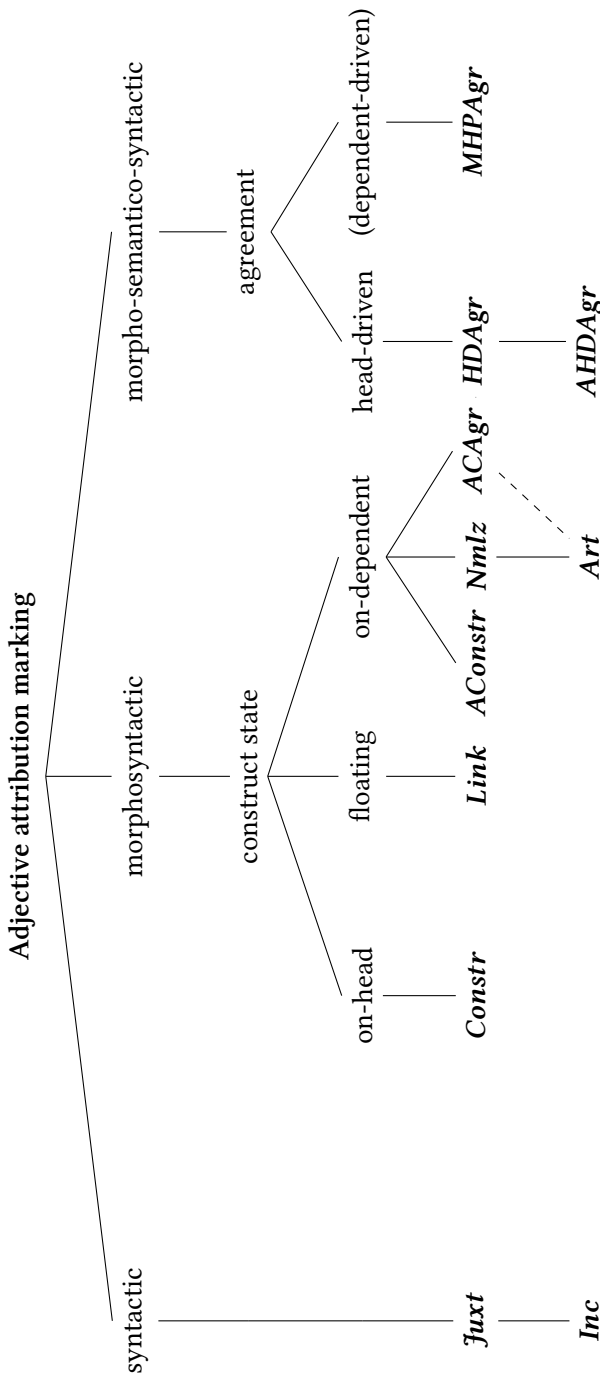 Adjective attribution marking
syntactic morphosyntactic morpho-semantico-syntactic
construct state agreement
on-head floating on-dependent head-driven (dependent-driven)
Juxt Constr Link AConstr Nmlz ACAgr HDAgr MHPAgr
Inc Art AHDAgr